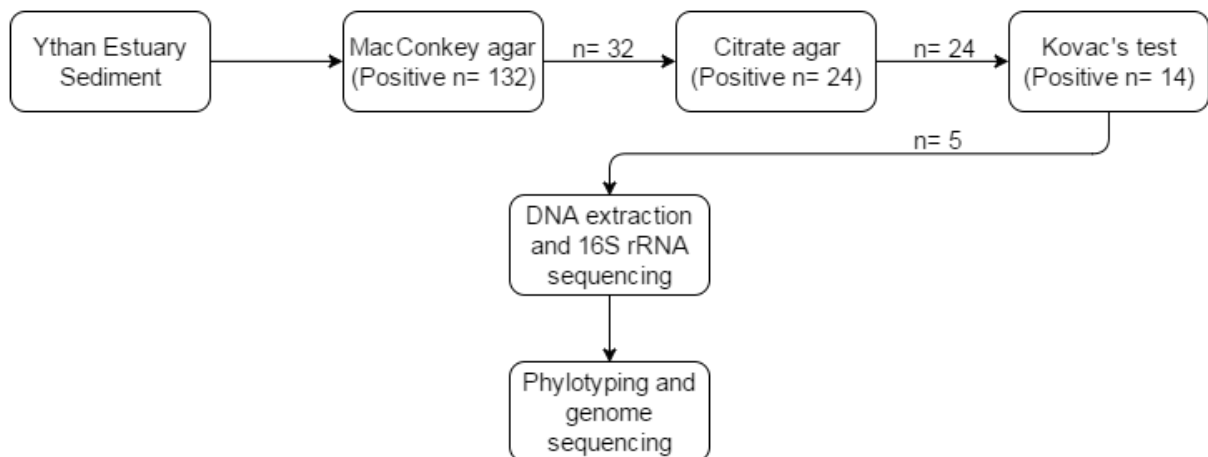 Ythan Estuary
Sediment
MacConkey agar
(Positive n= 132)
n= 32
Citrate agar
(Positive n= 24)
n= 24
Kovac's test
(Positive n= 14)
n= 5
DNA extraction
and 16S rRNA
sequencing
Phylotyping and
genome
sequencing